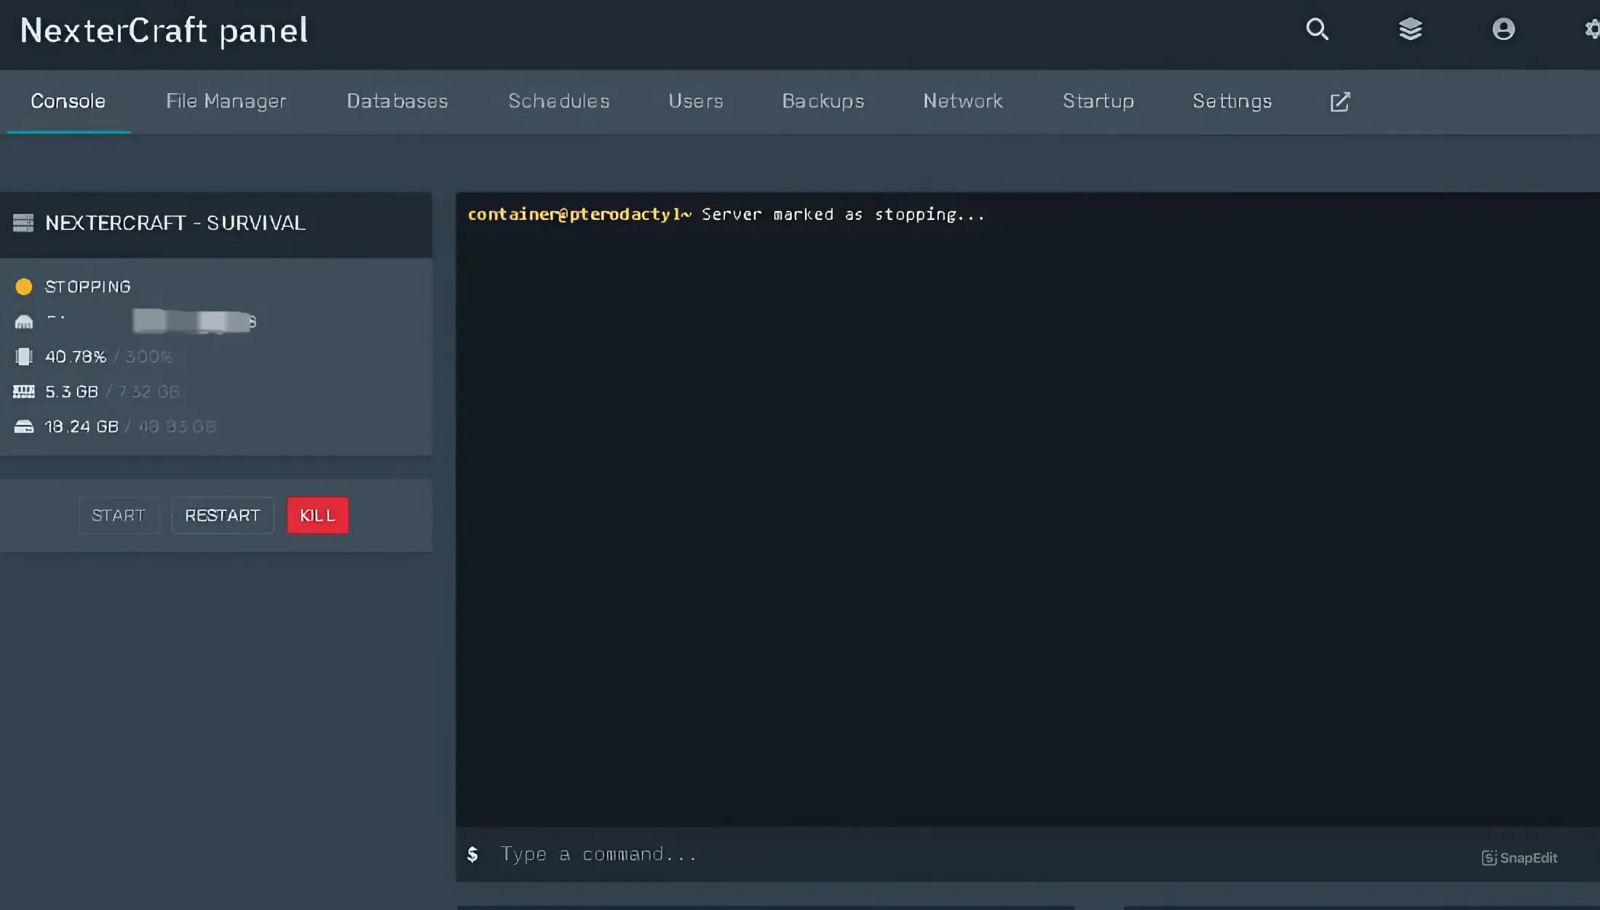 NexterCraft panel
Console File Manager Databases Schedules Users Backups Network Startup Settings
NEXTERCRAFT - SURVIVAL
STOPPING
40.78% / 300%
5.3 GB / 7.32 GB
18.24 GB / 48.83 GB
START RESTART KILL
container@pterodactyl~ Server marked as stopping...
$ Type a command...
SnapEdit